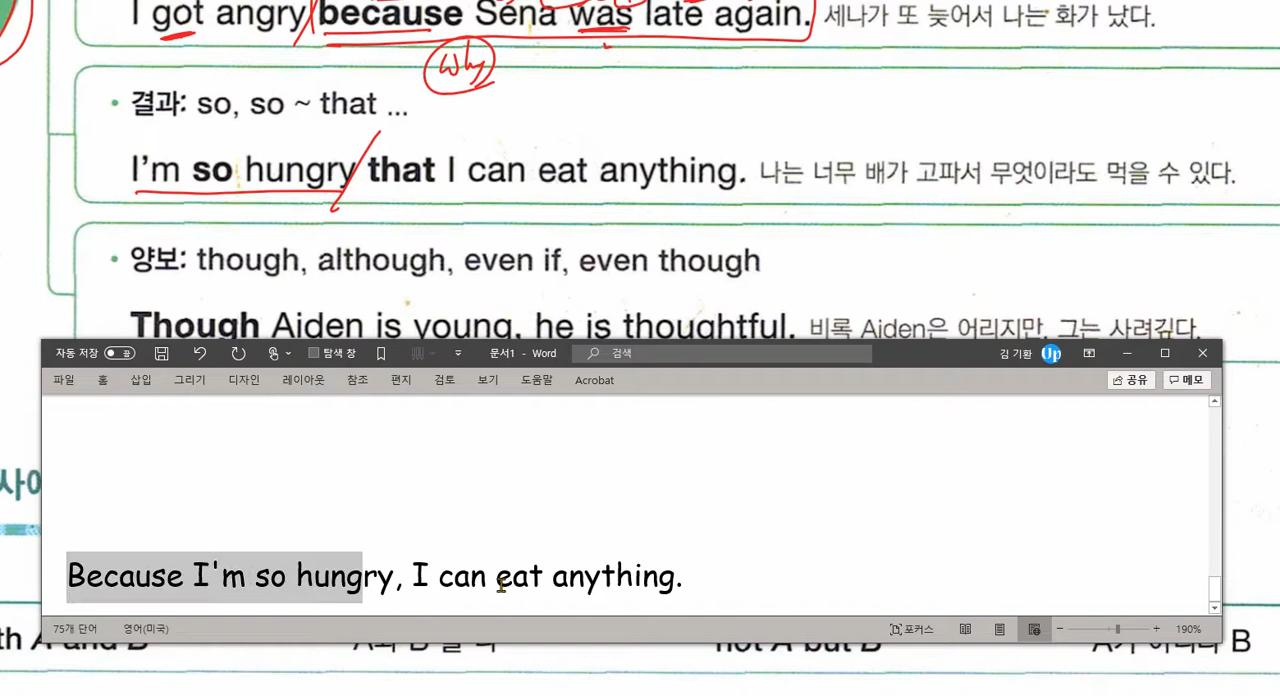 I got angry because Sena was late again. 세나가 또 늦어서 나는 화가 났다.
Why
• 결과: so, so ~ that ...
I'm so hungry that I can eat anything. 나는 너무 배가 고파서 무엇이라도 먹을 수 있다.
• 양보: though, although, even if, even though
Though Aiden is young, he is thoughtful. 비록 Aiden은 어리지만, 그는 사려깊다.
자동 저장 끔 탐색 창 문서1 - Word 검색 김 기환 Up
파일 홈 삽입 그리기 디자인 레이아웃 참조 편지 검토 보기 도움말 Acrobat 공유 메모
Because I'm so hungry, I can eat anything.
75개 단어 영어(미국) 포커스 190%
not A but B
B